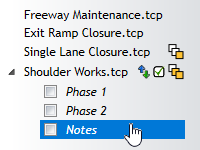 Freeway Maintenance.tcp
Exit Ramp Closure.tcp
Single Lane Closure.tcp
Shoulder Works.tcp
Phase 1
Phase 2
Notes